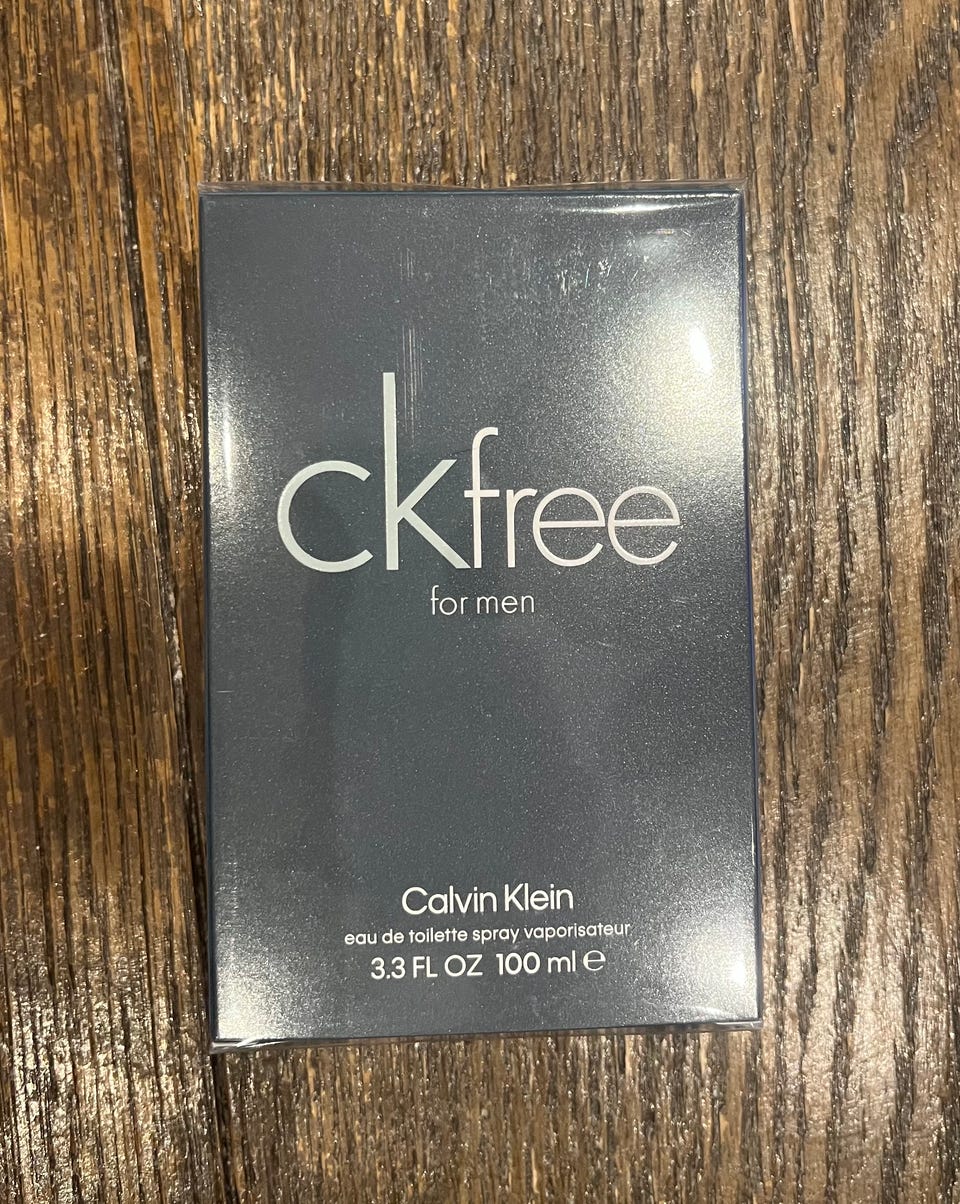 ckfree
for men
Calvin Klein
eau de toilette spray vaporisateur
3.3 FL OZ 100 ml ℮